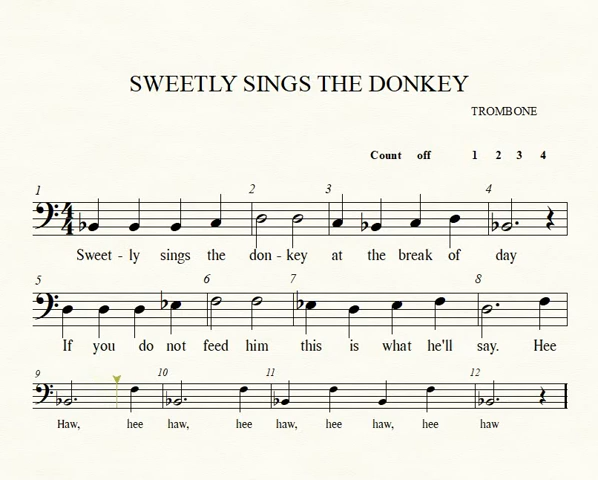 SWEETLY SINGS THE DONKEY
TROMBONE
Count off 1 2 3 4
1 2 3 4
4 4
Sweet - ly sings the don - key at the break of day
5 6 7 8
If you do not feed him this is what he'll say. Hee
9 10 11 12
Haw, hee haw, hee haw, hee haw, hee haw